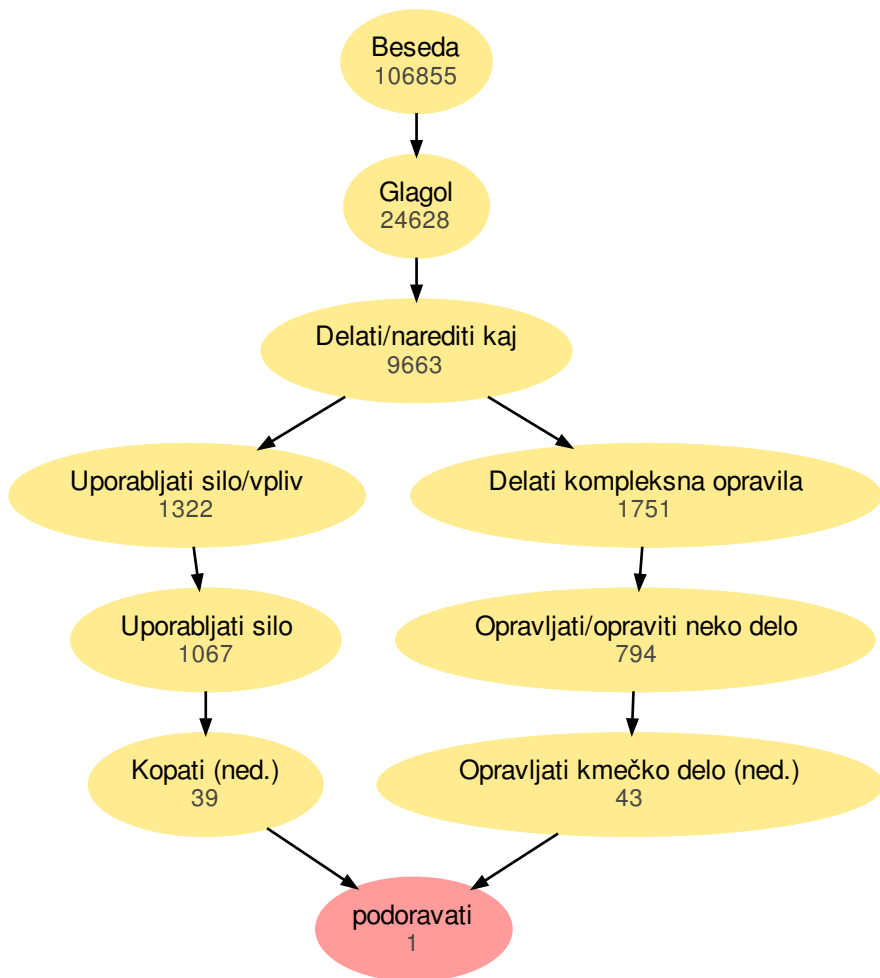 Beseda
106855
Glagol
24628
Delati/narediti kaj
9663
Uporabljati silo/vpliv
1322
Delati kompleksna opravila
1751
Uporabljati silo
1067
Opravljati/opraviti neko delo
794
Kopati (ned.)
39
Opravljati kmečko delo (ned.)
43
podoravati
1